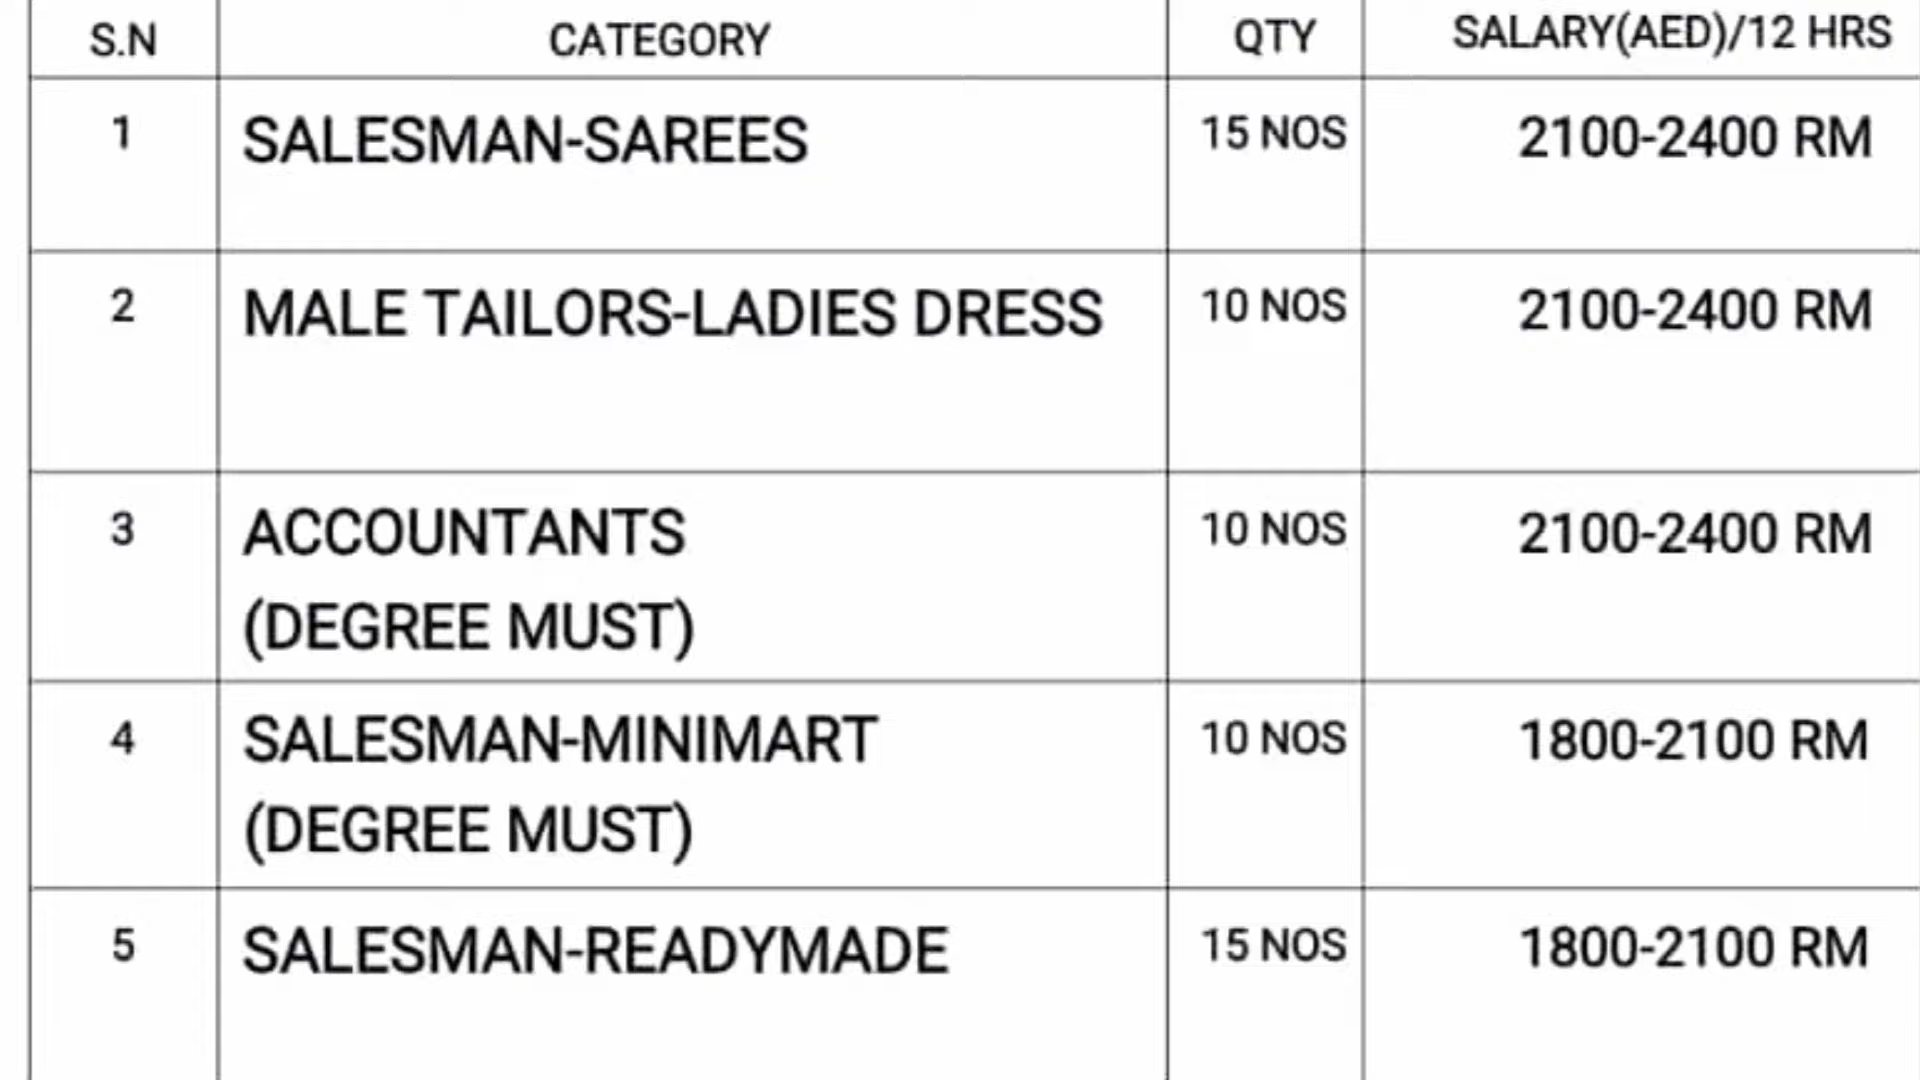 S.N CATEGORY QTY SALARY(AED)/12 HRS
1 SALESMAN-SAREES 15 NOS 2100-2400 RM
2 MALE TAILORS-LADIES DRESS 10 NOS 2100-2400 RM
3 ACCOUNTANTS 10 NOS 2100-2400 RM
(DEGREE MUST)
4 SALESMAN-MINIMART 10 NOS 1800-2100 RM
(DEGREE MUST)
5 SALESMAN-READYMADE 15 NOS 1800-2100 RM